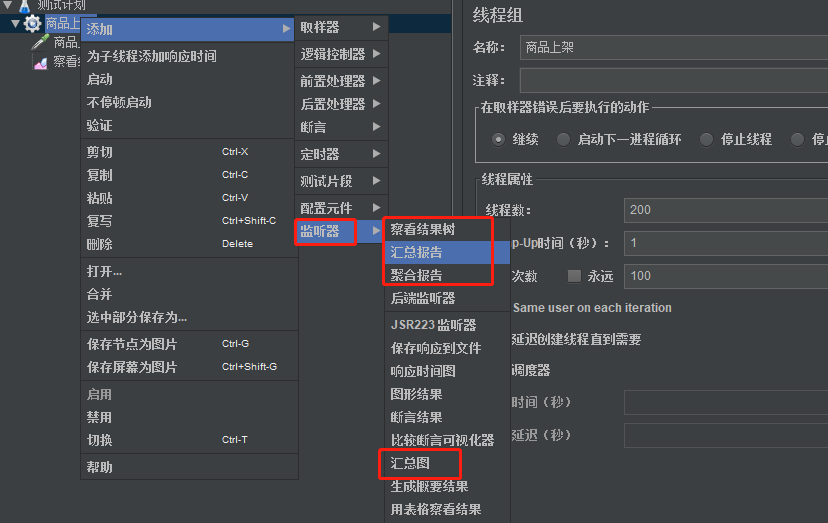 测试计划
商品上
商品
察看结
添加
为子线程添加响应时间
启动
不停顿启动
验证
剪切 Ctrl-X
复制 Ctrl-C
粘贴 Ctrl-V
复写 Ctrl+Shift-C
删除 Delete
打开...
合并
选中部分保存为...
保存节点为图片 Ctrl-G
保存屏幕为图片 Ctrl+Shift-G
启用
禁用
切换 Ctrl-T
帮助
取样器
逻辑控制器
前置处理器
后置处理器
断言
定时器
测试片段
配置元件
监听器
察看结果树
汇总报告
聚合报告
后端监听器
JSR223 监听器
保存响应到文件
响应时间图
图形结果
断言结果
比较断言可视化器
汇总图
生成概要结果
用表格察看结果
线程组
名称： 商品上架
注释：
在取样器错误后要执行的动作
继续 启动下一进程循环 停止线程 停
线程属性
线程数： 200
p-Up时间（秒）： 1
次数 永远 100
Same user on each iteration
延迟创建线程直到需要
调度器
时间（秒）
延迟（秒）